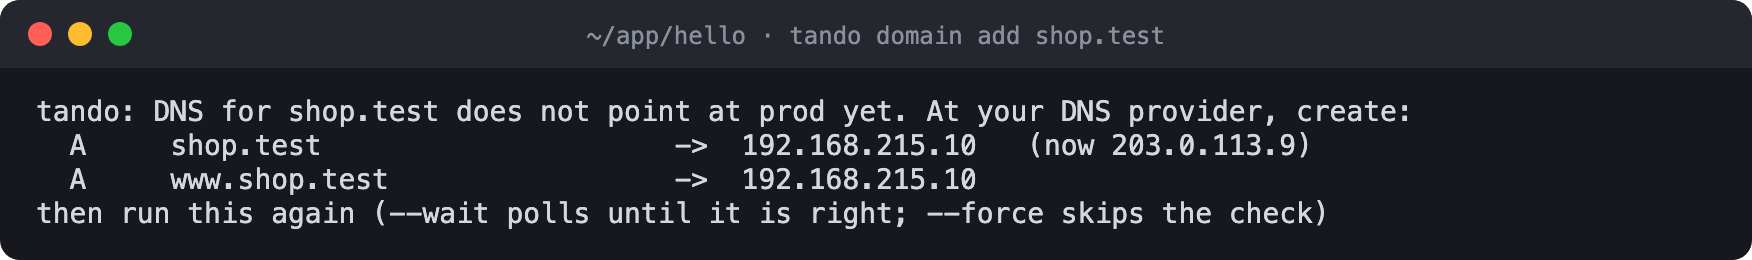 ~/app/hello · tando domain add shop.test
tando: DNS for shop.test does not point at prod yet. At your DNS provider, create:
  A     shop.test                     ->  192.168.215.10   (now 203.0.113.9)
  A     www.shop.test                 ->  192.168.215.10
then run this again (--wait polls until it is right; --force skips the check)